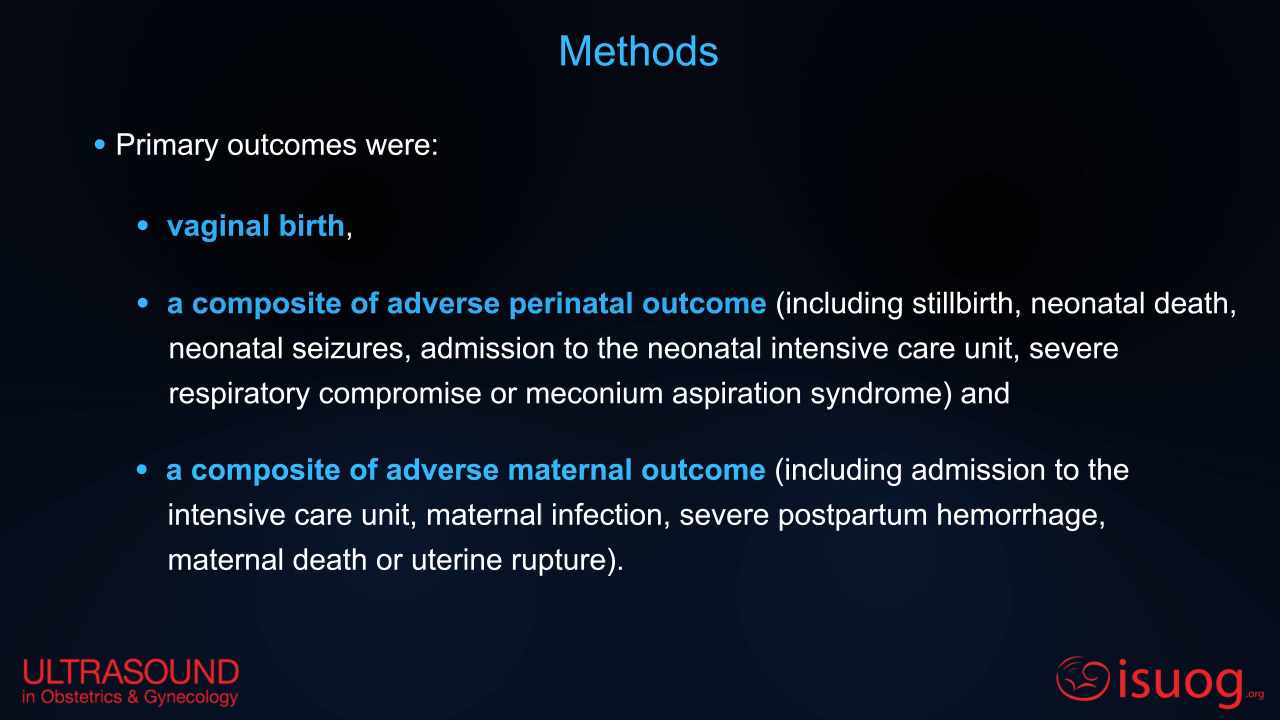 Methods
• Primary outcomes were:
• vaginal birth,
• a composite of adverse perinatal outcome (including stillbirth, neonatal death,
neonatal seizures, admission to the neonatal intensive care unit, severe
respiratory compromise or meconium aspiration syndrome) and
• a composite of adverse maternal outcome (including admission to the
intensive care unit, maternal infection, severe postpartum hemorrhage,
maternal death or uterine rupture).
ULTRASOUND
in Obstetrics & Gynecology
isuog.org